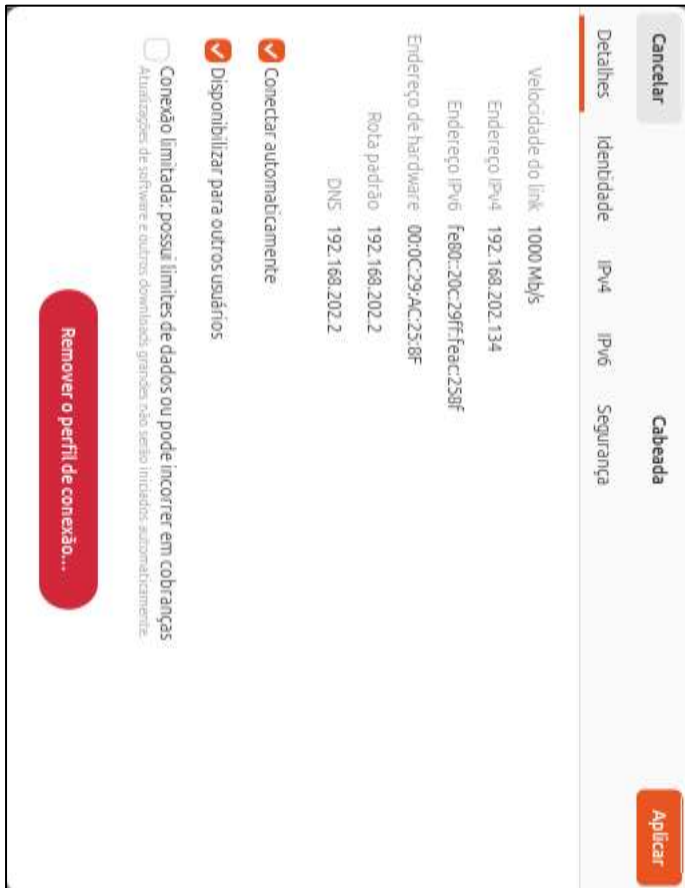 Cancelar Cabeada Aplicar
Detalhes Identidade IPv4 IPv6 Segurança
Velocidade do link 1000 Mb/s
Endereço IPv4 192.168.202.134
Endereço IPv6 fe80::20c:29ff:feac:258f
Endereço de hardware 00:0C:29:AC:25:8F
Rota padrão 192.168.202.2
DNS 192.168.202.2
Conectar automaticamente
Disponibilizar para outros usuários
Conexão limitada: possui limites de dados ou pode incorrer em cobranças
Atualizações de software e outros downloads grandes não serão iniciados automaticamente.
Remover o perfil de conexão...